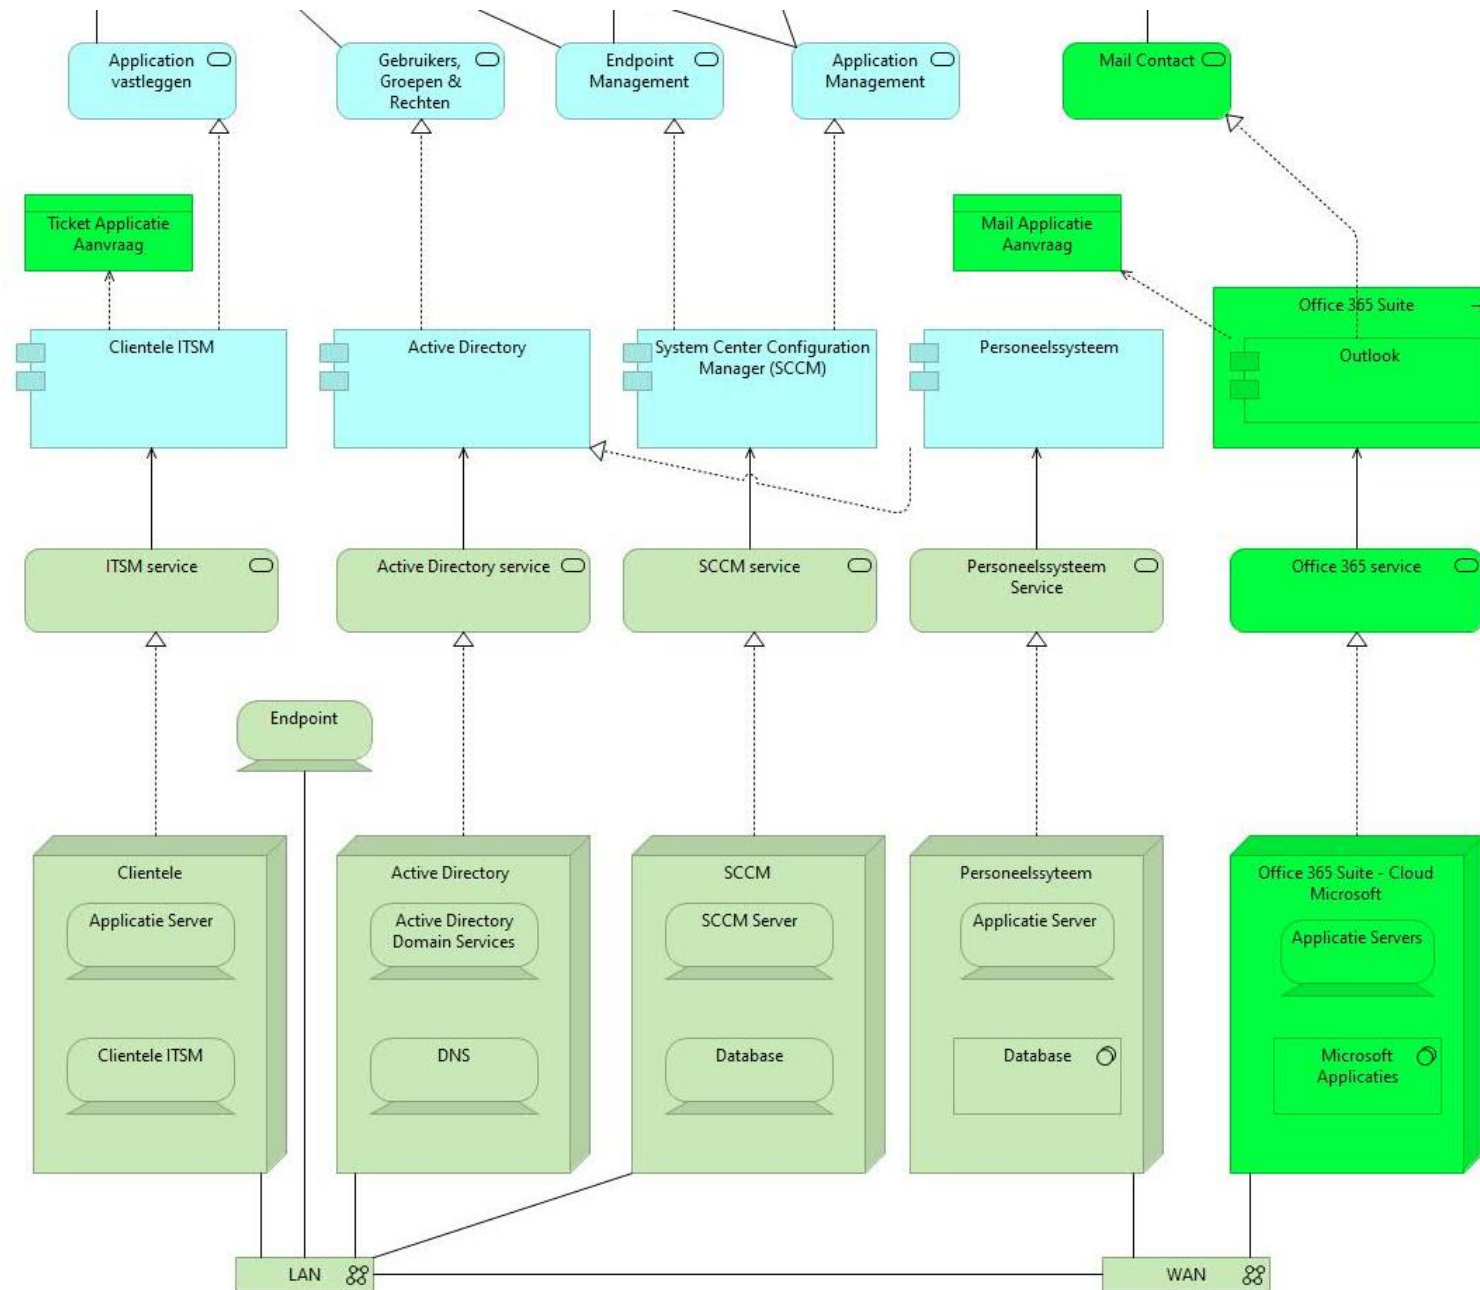 Application
vastleggen
Gebruikers,
Groepen &
Rechten
Endpoint
Management
Application
Management
Mail Contact
Ticket Applicatie
Aanvraag
Mail Applicatie
Aanvraag
Office 365 Suite
Clientele ITSM
Active Directory
System Center Configuration
Manager (SCCM)
Personeelssysteem
Outlook
ITSM service
Active Directory service
SCCM service
Personeelssysteem
Service
Office 365 service
Endpoint
Clientele
Applicatie Server
Clientele ITSM
Active Directory
Active Directory
Domain Services
DNS
SCCM
SCCM Server
Database
Personeelssyteem
Applicatie Server
Database
Office 365 Suite - Cloud
Microsoft
Applicatie Servers
Microsoft
Applicaties
LAN
WAN